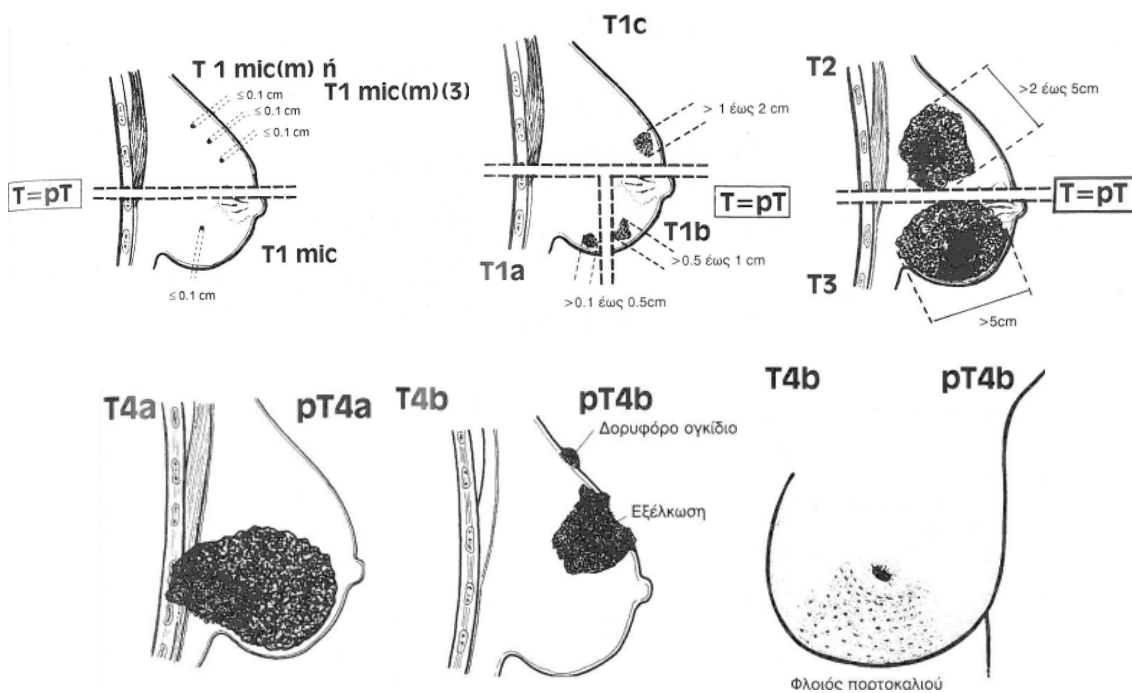 T 1 mic(m) ή
T1 mic(m)(3)
≤ 0.1 cm
≤ 0.1 cm
≤ 0.1 cm
T=pT
T1 mic
≤ 0.1 cm
T1c
> 1 έως 2 cm
T=pT
T1b
T1a
>0.5 έως 1 cm
>0.1 έως 0.5cm
T2
>2 έως 5cm
T=pT
T3
>5cm
T4a
pT4a
T4b
pT4b
Δορυφόρο ογκίδιο
Εξέλκωση
T4b
pT4b
Φλοιός πορτοκαλιού